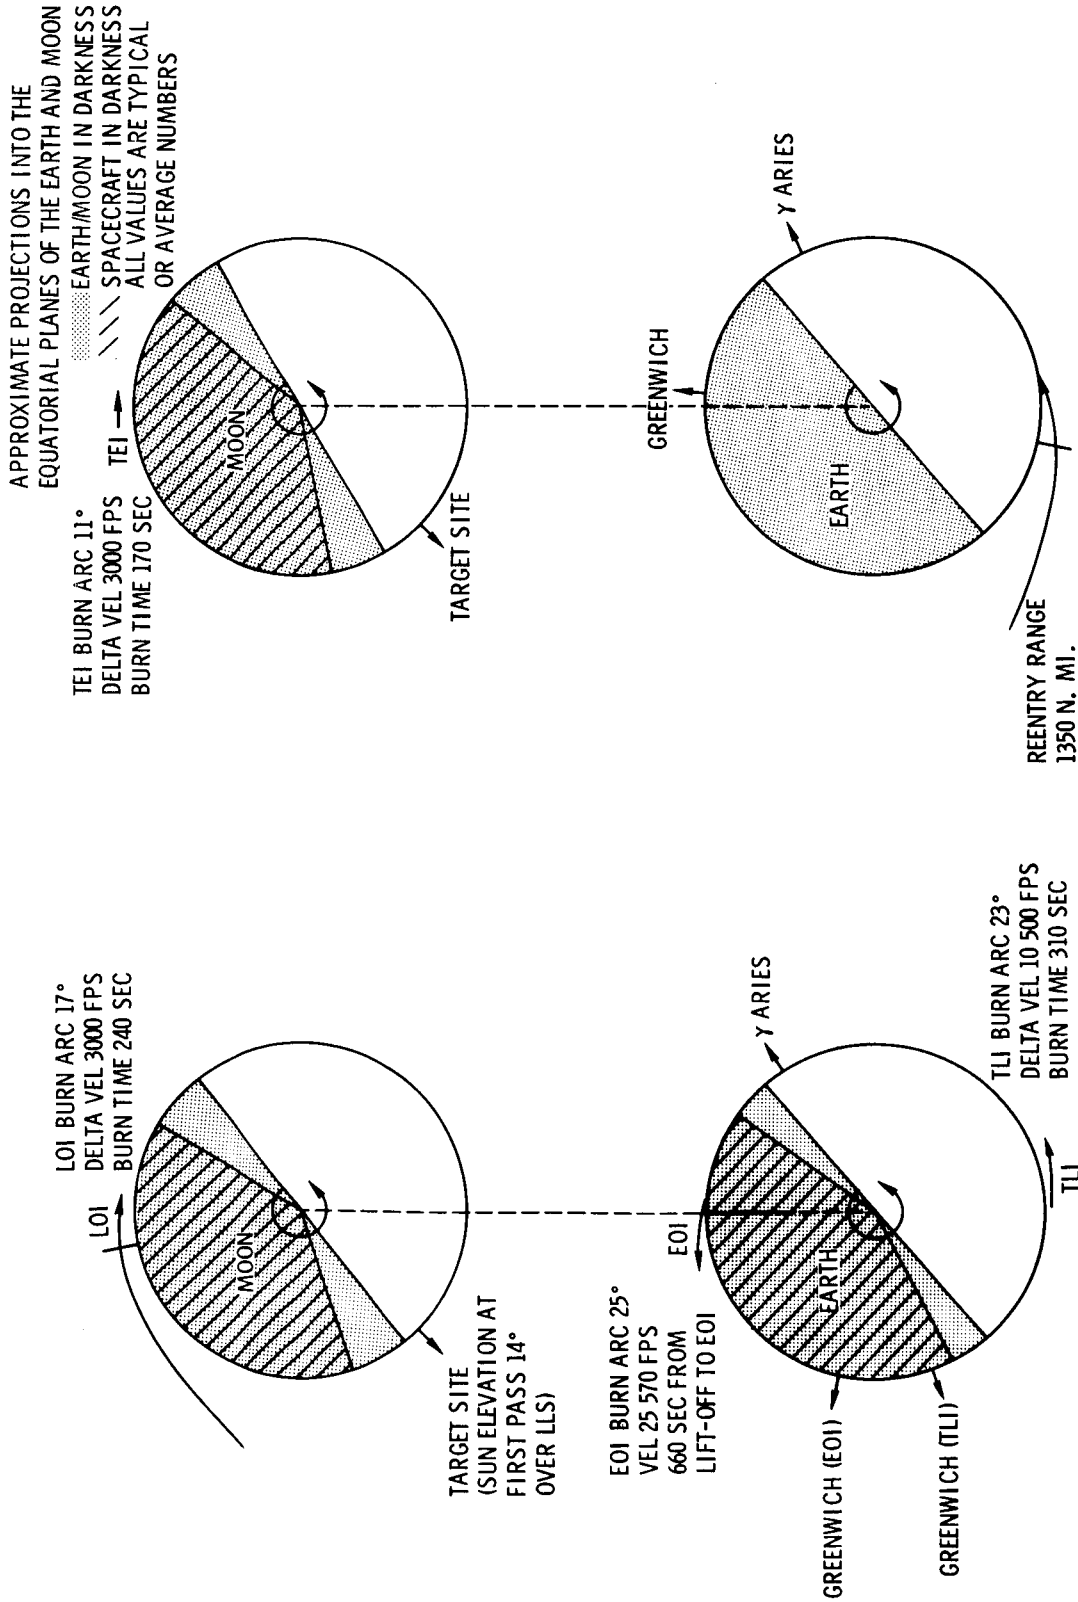 APPROXIMATE PROJECTIONS INTO THE
EQUATORIAL PLANES OF THE EARTH AND MOON
EARTH/MOON IN DARKNESS
SPACECRAFT IN DARKNESS
ALL VALUES ARE TYPICAL
OR AVERAGE NUMBERS
LOI BURN ARC 17°
DELTA VEL 3000 FPS
BURN TIME 240 SEC
LOI
MOON
TARGET SITE
(SUN ELEVATION AT
FIRST PASS 14°
OVER LLS)
TEI BURN ARC 11°
DELTA VEL 3000 FPS
BURN TIME 170 SEC
TEI
MOON
TARGET SITE
EOI BURN ARC 25°
VEL 25 570 FPS
660 SEC FROM
LIFT-OFF TO EOI
EOI
γ ARIES
EARTH
GREENWICH (EOI)
GREENWICH (TLI)
TLI BURN ARC 23°
DELTA VEL 10 500 FPS
BURN TIME 310 SEC
TLI
GREENWICH
γ ARIES
EARTH
REENTRY RANGE
1350 N. MI.